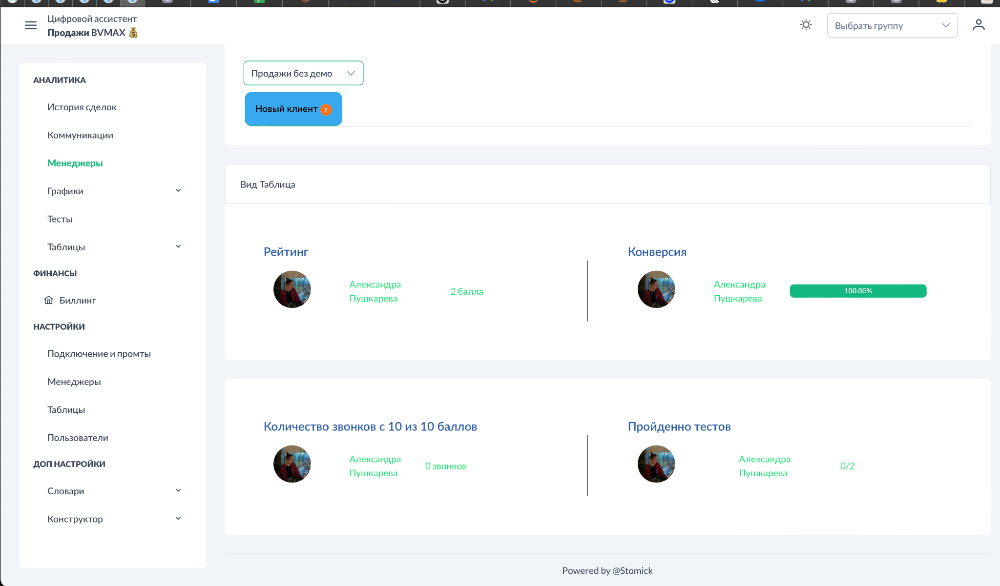 Цифровой ассистент
Продажи BVMAX
Выбрать группу
АНАЛИТИКА
История сделок
Коммуникации
Менеджеры
Графики
Тесты
Таблицы
ФИНАНСЫ
Биллинг
НАСТРОЙКИ
Подключение и промты
Менеджеры
Таблицы
Пользователи
ДОП НАСТРОЙКИ
Словари
Конструктор
Продажи без демо
Новый клиент 2
Вид Таблица
Рейтинг
Александра
Пушкарева
2 балла
Конверсия
Александра
Пушкарева
100.00%
Количество звонков с 10 из 10 баллов
Александра
Пушкарева
0 звонков
Пройденно тестов
Александра
Пушкарева
0/2
Powered by @Stomick